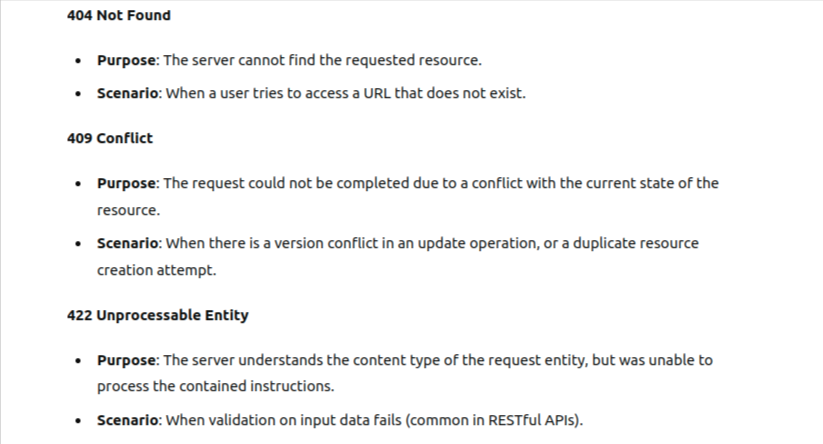 404 Not Found
• Purpose: The server cannot find the requested resource.
• Scenario: When a user tries to access a URL that does not exist.
409 Conflict
• Purpose: The request could not be completed due to a conflict with the current state of the
resource.
• Scenario: When there is a version conflict in an update operation, or a duplicate resource
creation attempt.
422 Unprocessable Entity
• Purpose: The server understands the content type of the request entity, but was unable to
process the contained instructions.
• Scenario: When validation on input data fails (common in RESTful APIs).